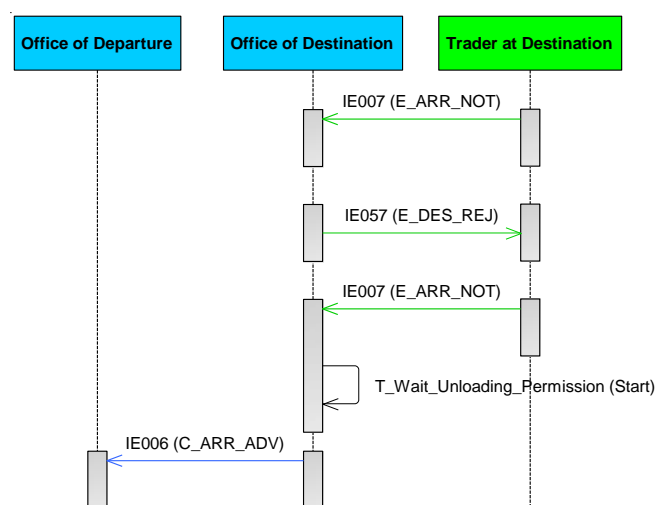 Office of Departure
Office of Destination
Trader at Destination
IE007 (E_ARR_NOT)
IE057 (E_DES_REJ)
IE007 (E_ARR_NOT)
T_Wait_Unloading_Permission (Start)
IE006 (C_ARR_ADV)